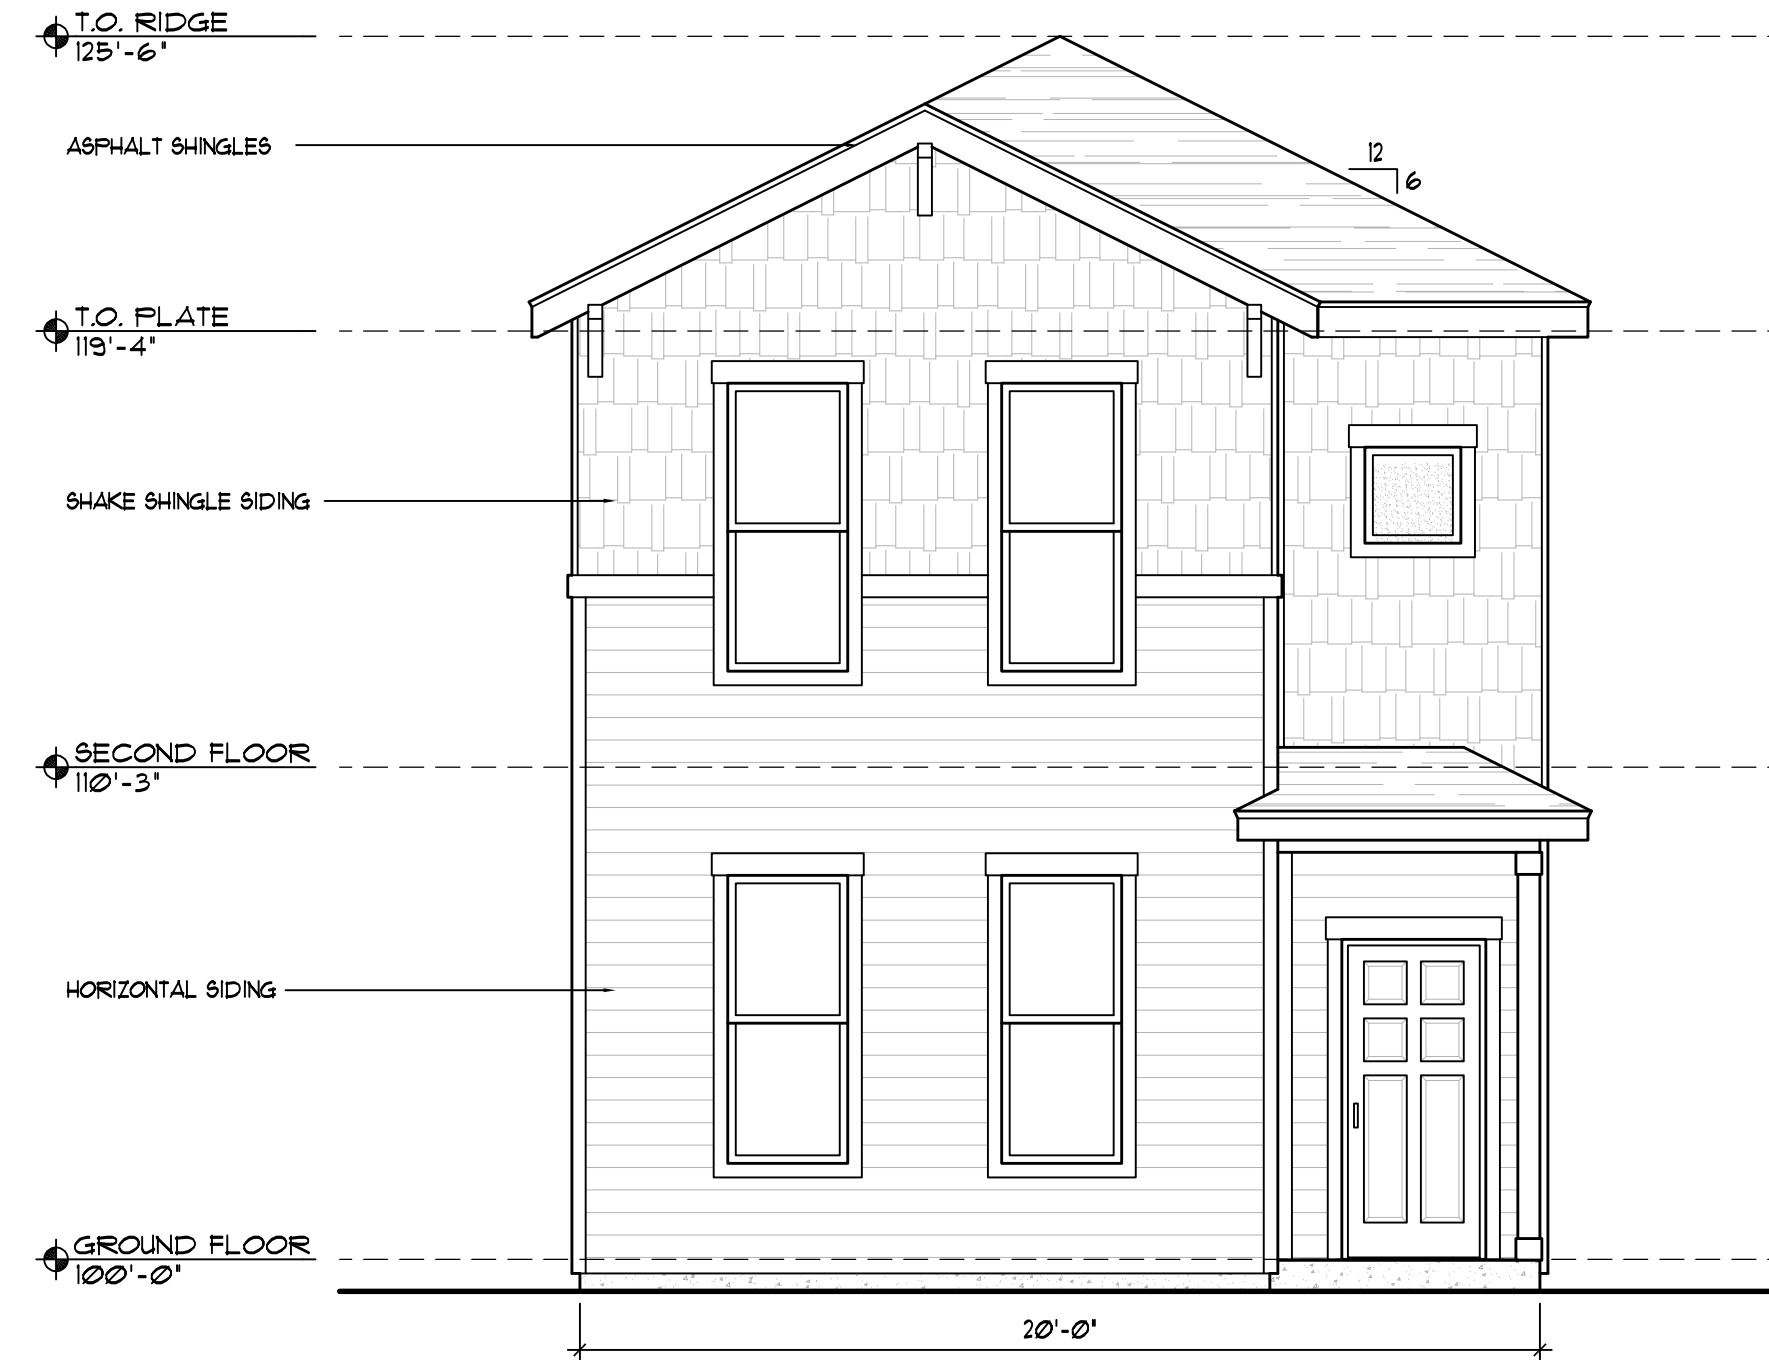 T.O. RIDGE
125'-6"
ASPHALT SHINGLES
12
6
T.O. PLATE
119'-4"
SHAKE SHINGLE SIDING
SECOND FLOOR
110'-3"
HORIZONTAL SIDING
GROUND FLOOR
100'-0"
20'-0"